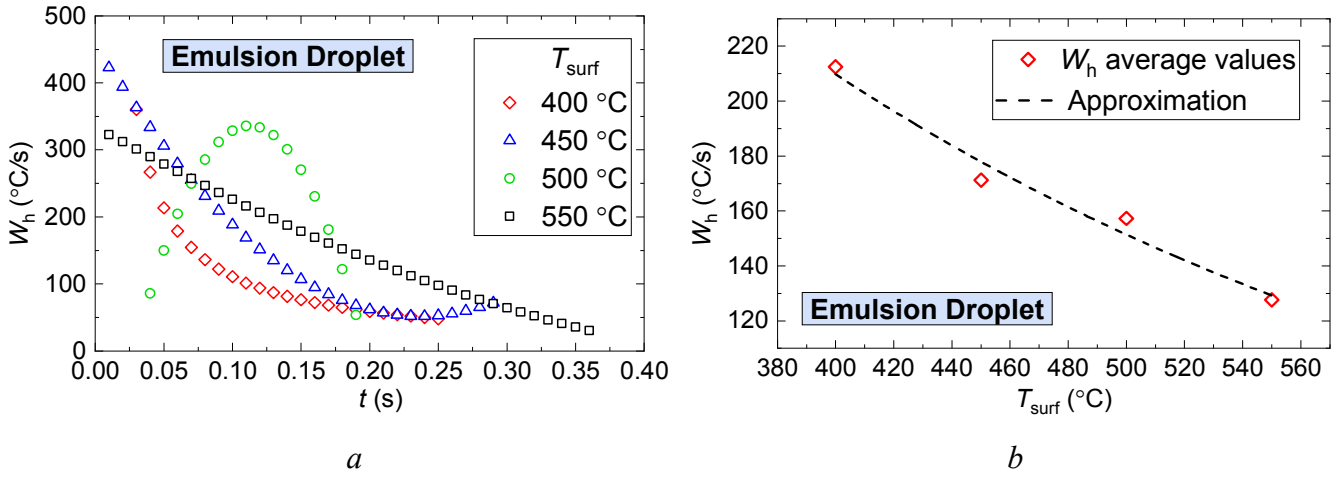 Emulsion Droplet
T_surf
400 °C
450 °C
500 °C
550 °C
W_h (°C/s)
500
400
300
200
100
0
0.00 0.05 0.10 0.15 0.20 0.25 0.30 0.35 0.40
t (s)
a
W_h average values
Approximation
Emulsion Droplet
W_h (°C/s)
220
200
180
160
140
120
380 400 420 440 460 480 500 520 540 560
T_surf (°C)
b